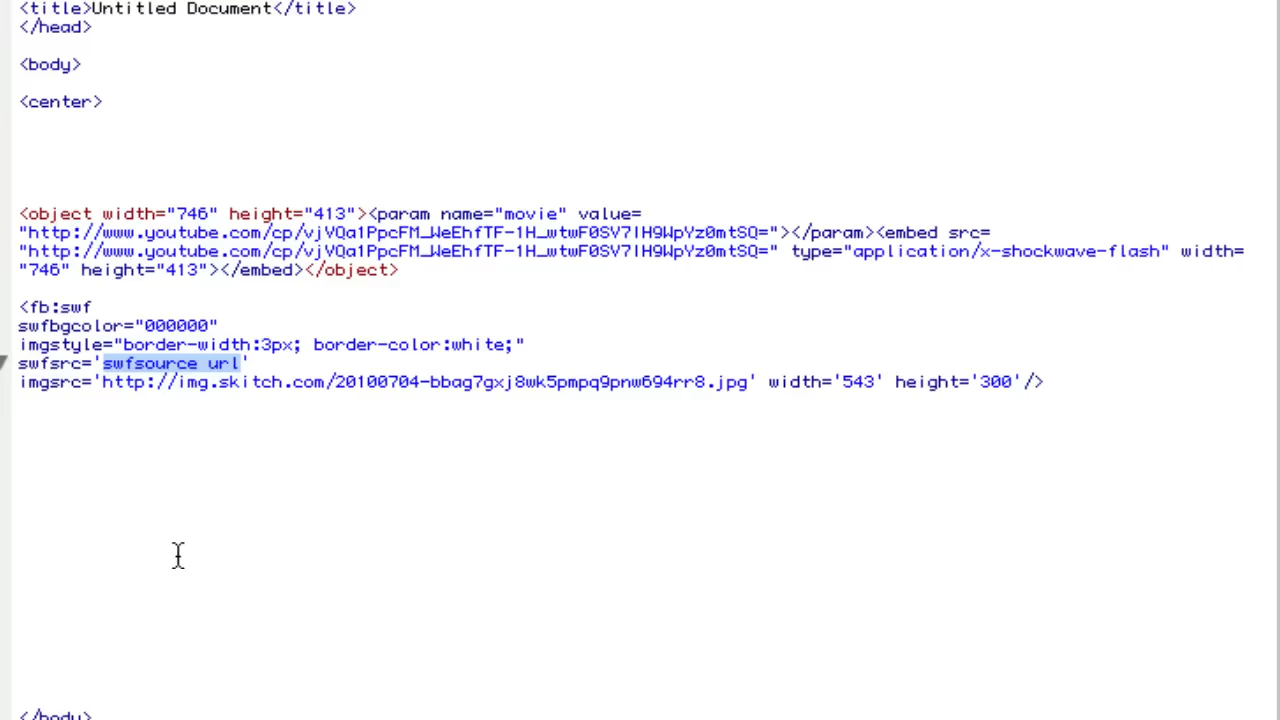 <title>Untitled Document</title>
</head>
<body>
<center>
<object width="746" height="413"><param name="movie" value=
"http://www.youtube.com/cp/vjVQa1PpcFM_WeEhfTF-1H_wtwF0SV7IH9WpYz0mtSQ="></param><embed src=
"http://www.youtube.com/cp/vjVQa1PpcFM_WeEhfTF-1H_wtwF0SV7IH9WpYz0mtSQ=" type="application/x-shockwave-flash" width=
"746" height="413"></embed></object>
<fb:swf
swfbgcolor="000000"
imgstyle="border-width:3px; border-color:white;"
swfsrc='swfsource url'
imgsrc='http://img.skitch.com/20100704-bbag7gxj8wk5pmpq9pnw694rr8.jpg' width='543' height='300'/>
</body>